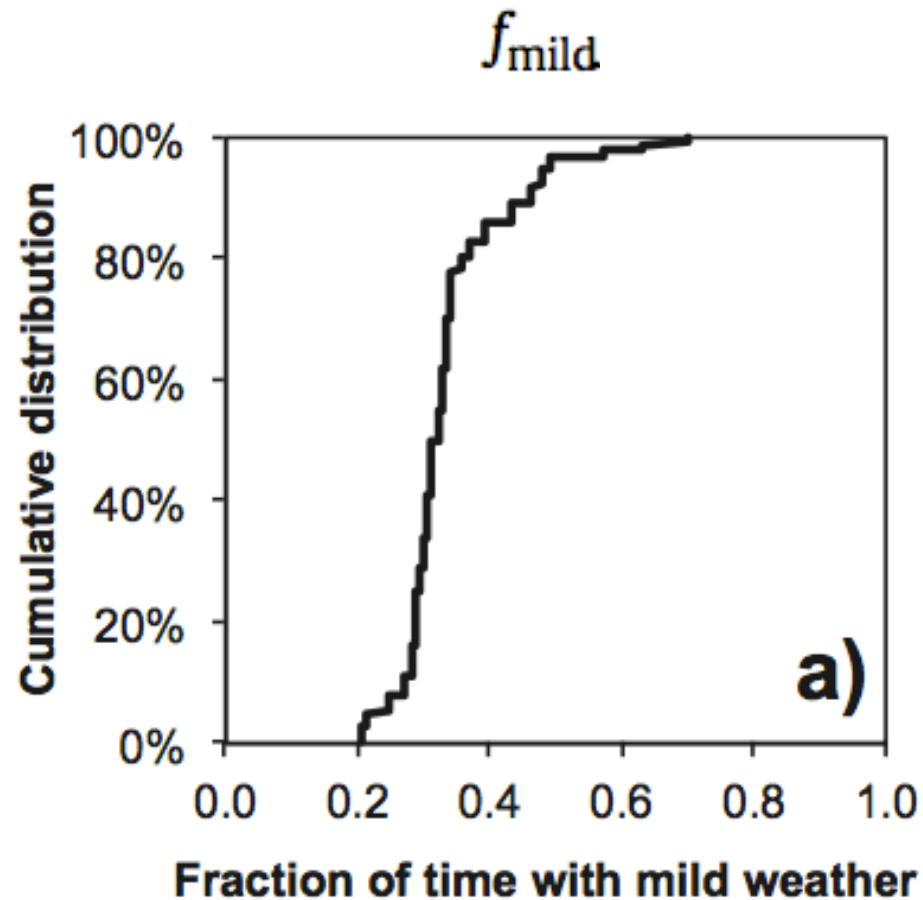 fmild
100%
80%
60%
40%
20%
0%
Cumulative distribution
a)
0.0 0.2 0.4 0.6 0.8 1.0
Fraction of time with mild weather